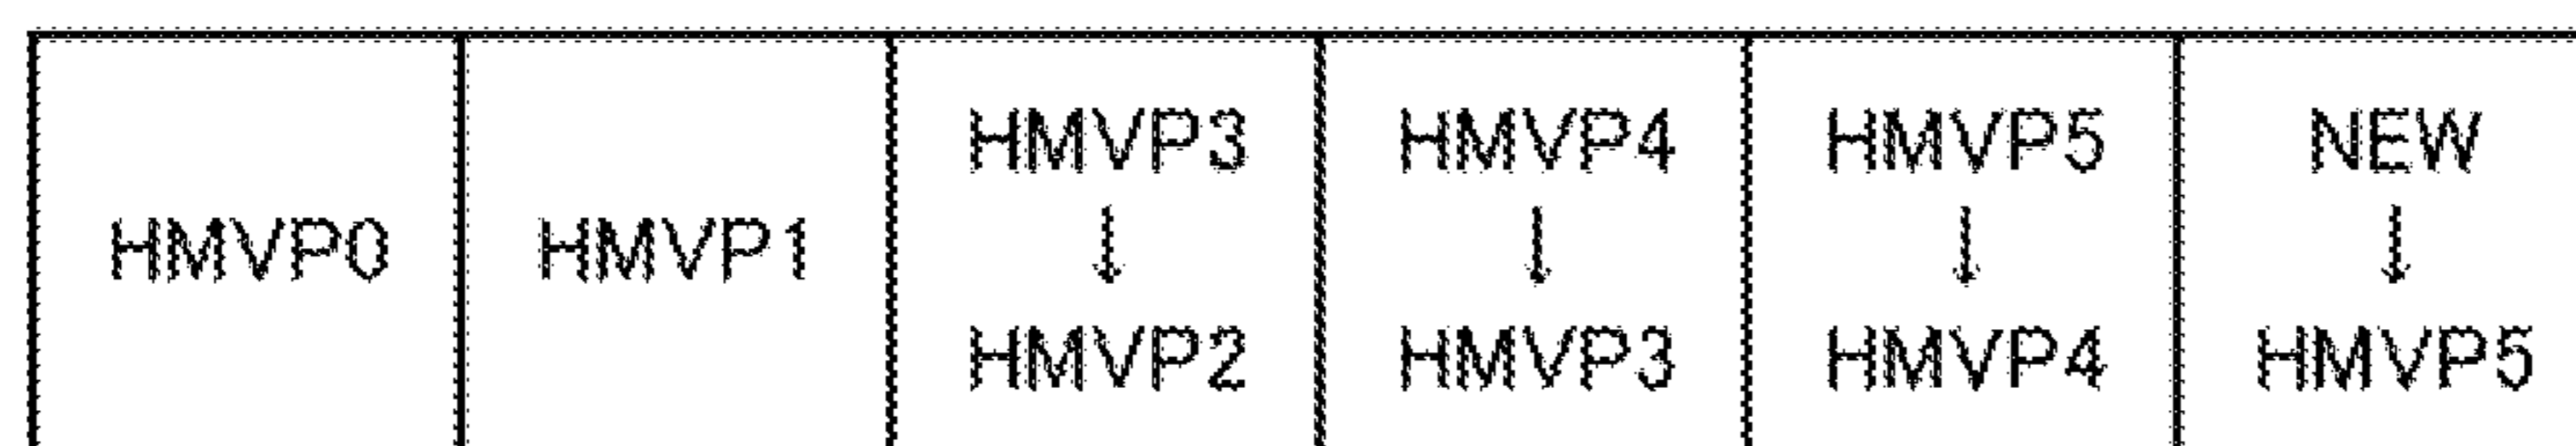 HMVP0
HMVP1
HMVP3
↓
HMVP2
HMVP4
↓
HMVP3
HMVP5
↓
HMVP4
NEW
↓
HMVP5